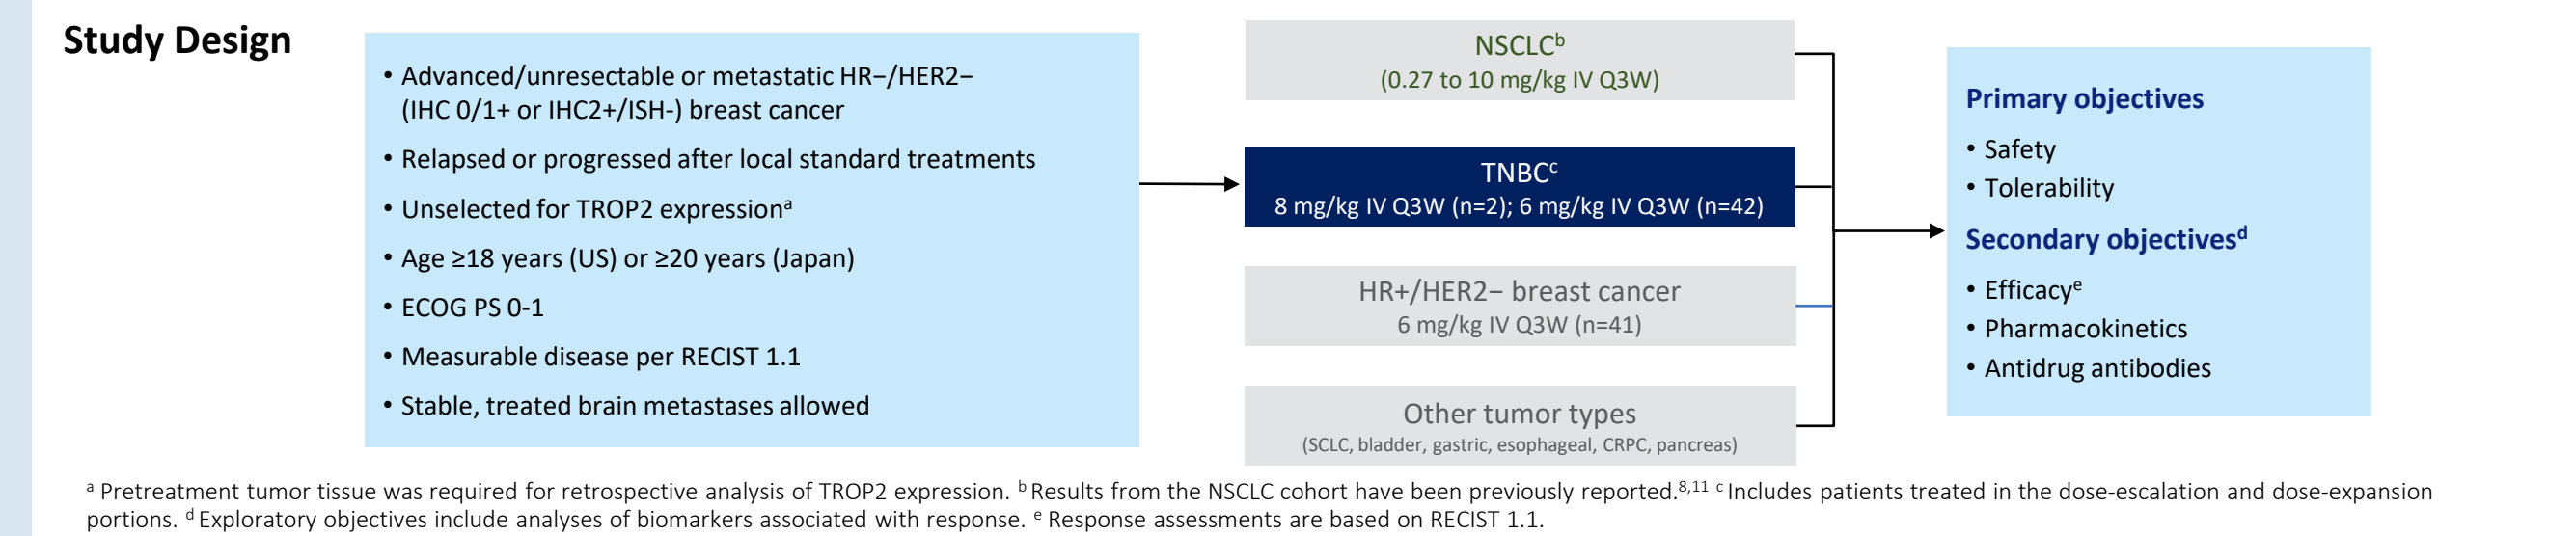 Study Design
• Advanced/unresectable or metastatic HR−/HER2−
(IHC 0/1+ or IHC2+/ISH-) breast cancer
• Relapsed or progressed after local standard treatments
• Unselected for TROP2 expressionᵃ
• Age ≥18 years (US) or ≥20 years (Japan)
• ECOG PS 0-1
• Measurable disease per RECIST 1.1
• Stable, treated brain metastases allowed
NSCLCᵇ
(0.27 to 10 mg/kg IV Q3W)
TNBCᶜ
8 mg/kg IV Q3W (n=2); 6 mg/kg IV Q3W (n=42)
HR+/HER2− breast cancer
6 mg/kg IV Q3W (n=41)
Other tumor types
(SCLC, bladder, gastric, esophageal, CRPC, pancreas)
Primary objectives
• Safety
• Tolerability
Secondary objectivesᵈ
• Efficacyᵉ
• Pharmacokinetics
• Antidrug antibodies
ᵃ Pretreatment tumor tissue was required for retrospective analysis of TROP2 expression. ᵇ Results from the NSCLC cohort have been previously reported.⁸,¹¹ ᶜ Includes patients treated in the dose-escalation and dose-expansion
portions. ᵈ Exploratory objectives include analyses of biomarkers associated with response. ᵉ Response assessments are based on RECIST 1.1.